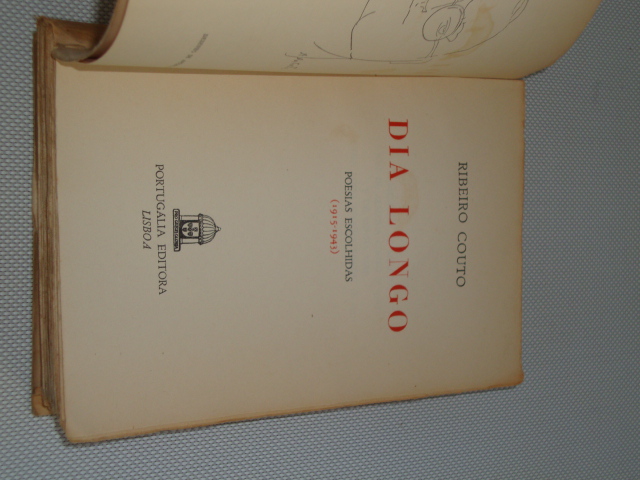 RIBEIRO COUTO
DIA LONGO
POESIAS ESCOLHIDAS
(1915-1943)
PORTUGÁLIA EDITORA
LISBOA